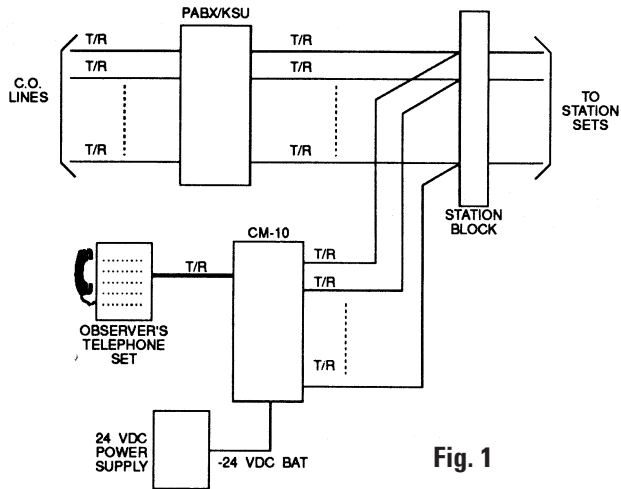 PABX/KSU
T/R
T/R
T/R
T/R
C.O.
LINES
TO
STATION
SETS
T/R
T/R
STATION
BLOCK
CM-10
T/R
T/R
T/R
T/R
OBSERVER'S
TELEPHONE
SET
24 VDC
POWER
SUPPLY
-24 VDC BAT
Fig. 1